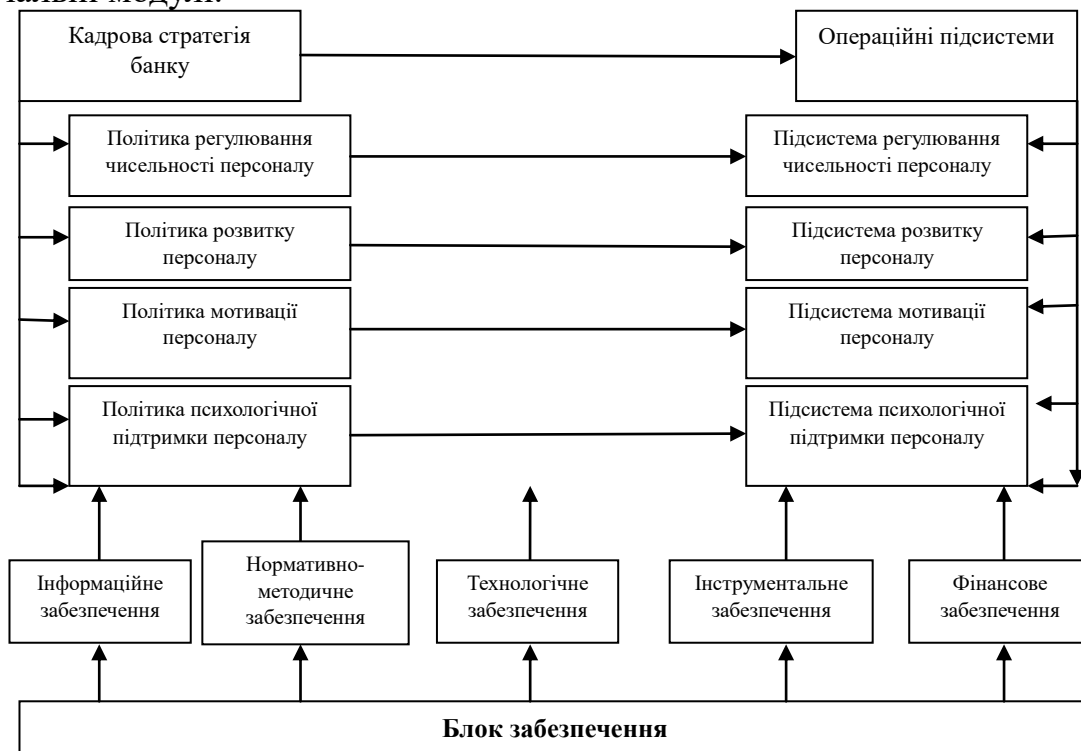 модулі.
Кадрова стратегія
банку
Операційні підсистеми
Політика регулювання
чисельності персоналу
Підсистема регулювання
чисельності персоналу
Політика розвитку
персоналу
Підсистема розвитку
персоналу
Політика мотивації
персоналу
Підсистема мотивації
персоналу
Політика психологічної
підтримки персоналу
Підсистема психологічної
підтримки персоналу
Інформаційне
забезпечення
Нормативно-
методичне
забезпечення
Технологічне
забезпечення
Інструментальне
забезпечення
Фінансове
забезпечення
Блок забезпечення